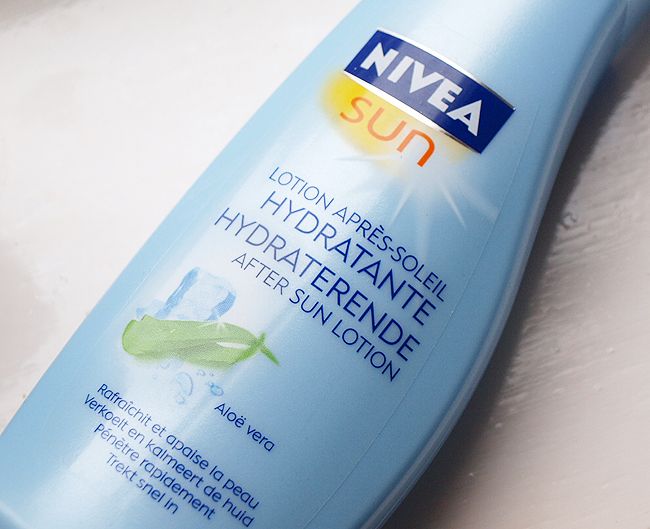 NIVEA
sun
LOTION APRÈS-SOLEIL
HYDRATANTE
HYDRATERENDE
AFTER SUN LOTION
Aloë vera
Rafraîchit et apaise la peau
Verkoelt en kalmeert de huid
Pénètre rapidement
Trekt snel in